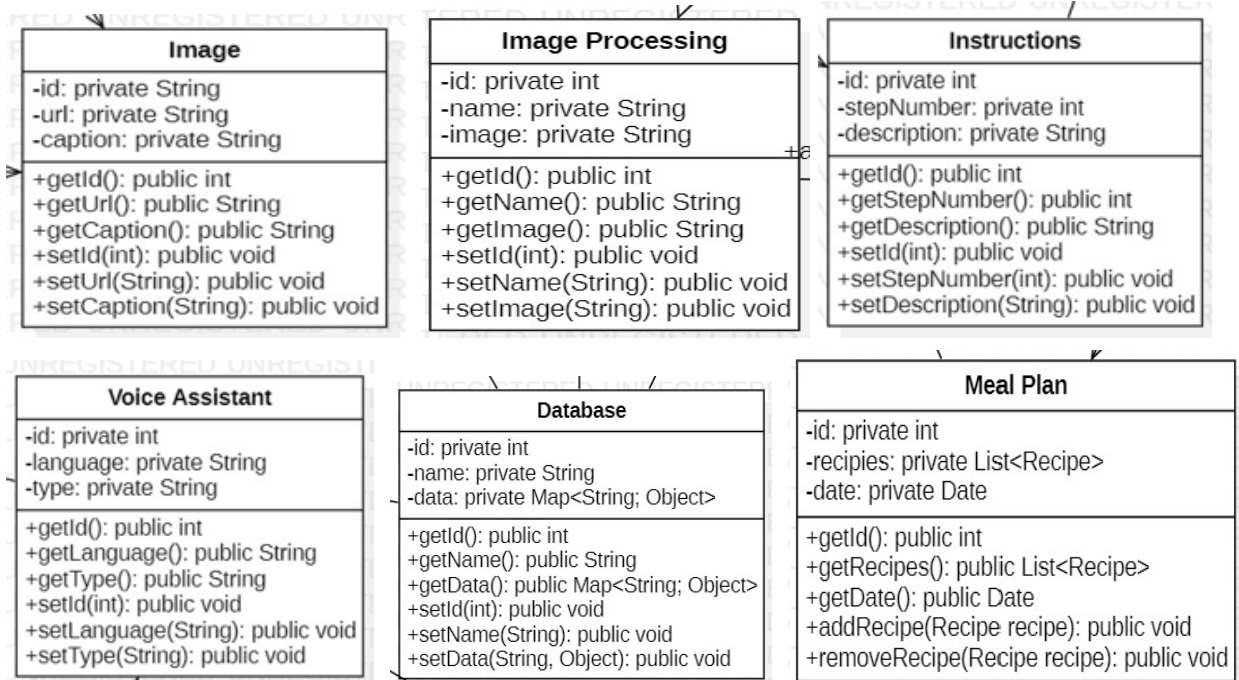 Image
-id: private String
-url: private String
-caption: private String
+getId(): public int
+getUrl(): public String
+getCaption(): public String
+setId(int): public void
+setUrl(String): public void
+setCaption(String): public void
Image Processing
-id: private int
-name: private String
-image: private String
+a
+getId(): public int
+getName(): public String
+getImage(): public String
+setId(int): public void
+setName(String): public void
+setImage(String): public void
Instructions
-id: private int
-stepNumber: private int
-description: private String
+getId(): public int
+getStepNumber(): public int
+getDescription(): public String
+setId(int): public void
+setStepNumber(int): public void
+setDescription(String): public void
Voice Assistant
-id: private int
-language: private String
-type: private String
+getId(): public int
+getLanguage(): public String
+getType(): public String
+setId(int): public void
+setLanguage(String): public void
+setType(String): public void
Database
-id: private int
-name: private String
-data: private Map<String; Object>
+getId(): public int
+getName(): public String
+getData(): public Map<String; Object>
+setId(int): public void
+setName(String): public void
+setData(String, Object): public void
Meal Plan
-id: private int
-recipies: private List<Recipe>
-date: private Date
+getId(): public int
+getRecipes(): public List<Recipe>
+getDate(): public Date
+addRecipe(Recipe recipe): public void
+removeRecipe(Recipe recipe): public void